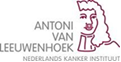 ANTONI
VAN
LEEUWENHOEK
NEDERLANDS KANKER INSTITUUT